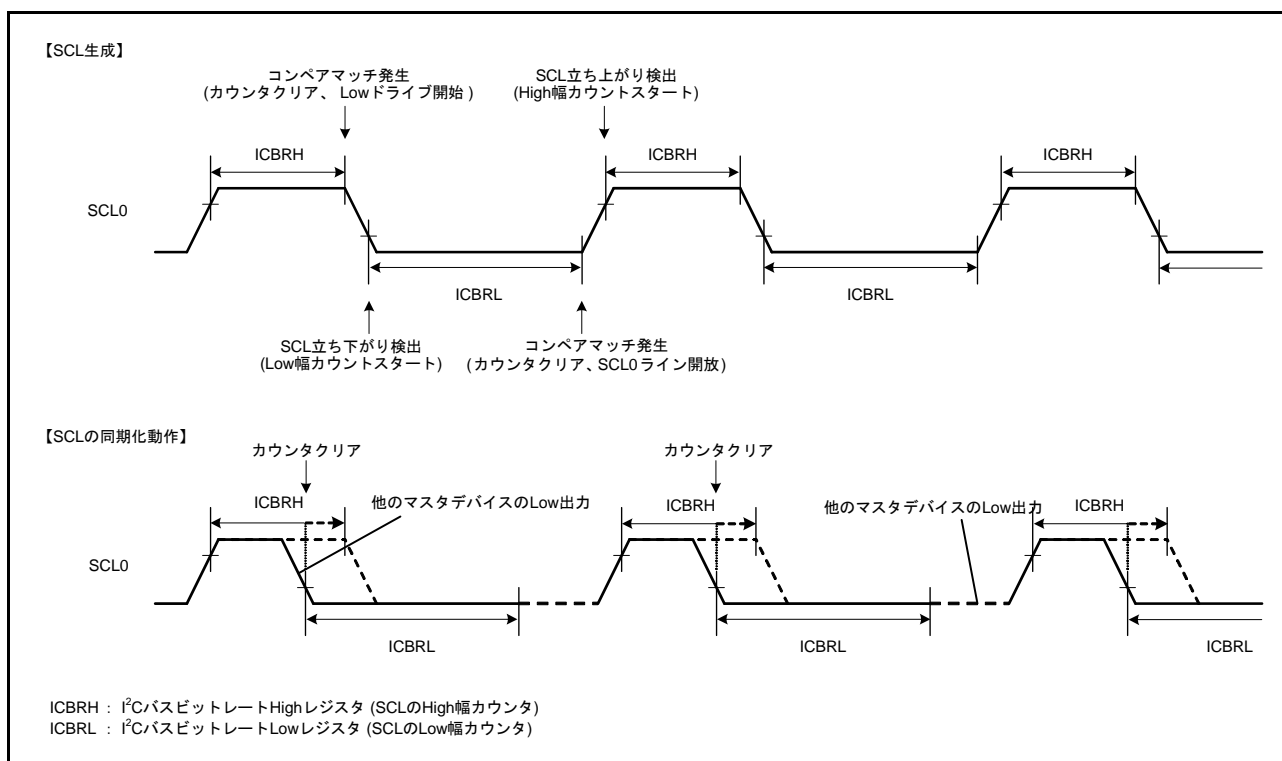 【SCL生成】
コンペアマッチ発生
(カウンタクリア、 Lowドライブ開始 )
SCL立ち上がり検出
(High幅カウントスタート)
ICBRH
ICBRH
ICBRH
SCL0
ICBRL
ICBRL
SCL立ち下がり検出
(Low幅カウントスタート)
コンペアマッチ発生
(カウンタクリア、SCL0ライン開放)
【SCLの同期化動作】
カウンタクリア
カウンタクリア
ICBRH
他のマスタデバイスのLow出力
ICBRH
他のマスタデバイスのLow出力
ICBRH
SCL0
ICBRL
ICBRL
ICBRL
ICBRH : I²CバスビットレートHighレジスタ (SCLのHigh幅カウンタ)
ICBRL : I²CバスビットレートLowレジスタ (SCLのLow幅カウンタ)